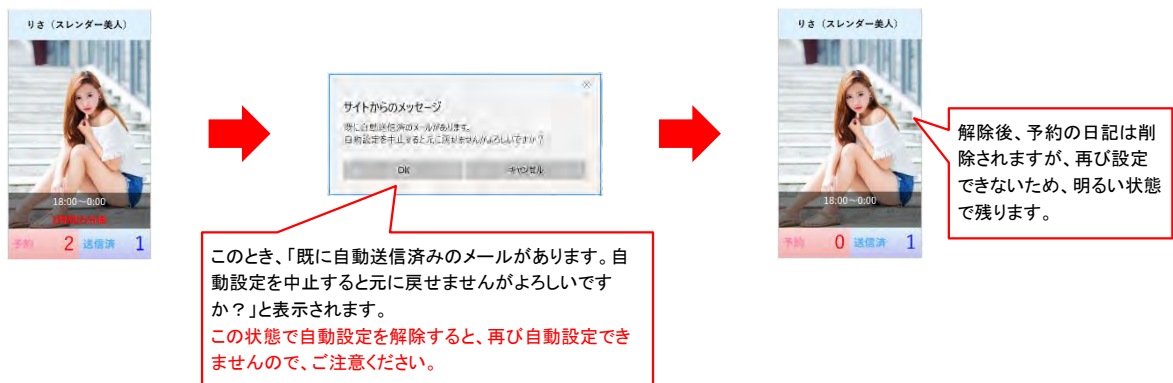 りさ（スレンダー美人）
18:00～0:00
予約 2 送信済 1
サイトからのメッセージ
既に自動送信済のメールがあります。
自動設定を中止すると元に戻せませんがよろしいですか？
OK
キャンセル
このとき、「既に自動送信済みのメールがあります。自
動設定を中止すると元に戻せませんがよろしいです
か？」と表示されます。
この状態で自動設定を解除すると、再び自動設定でき
ませんので、ご注意ください。
りさ（スレンダー美人）
18:00～0:00
予約 0 送信済 1
解除後、予約の日記は削
除されますが、再び設定
できないため、明るい状態
で残ります。